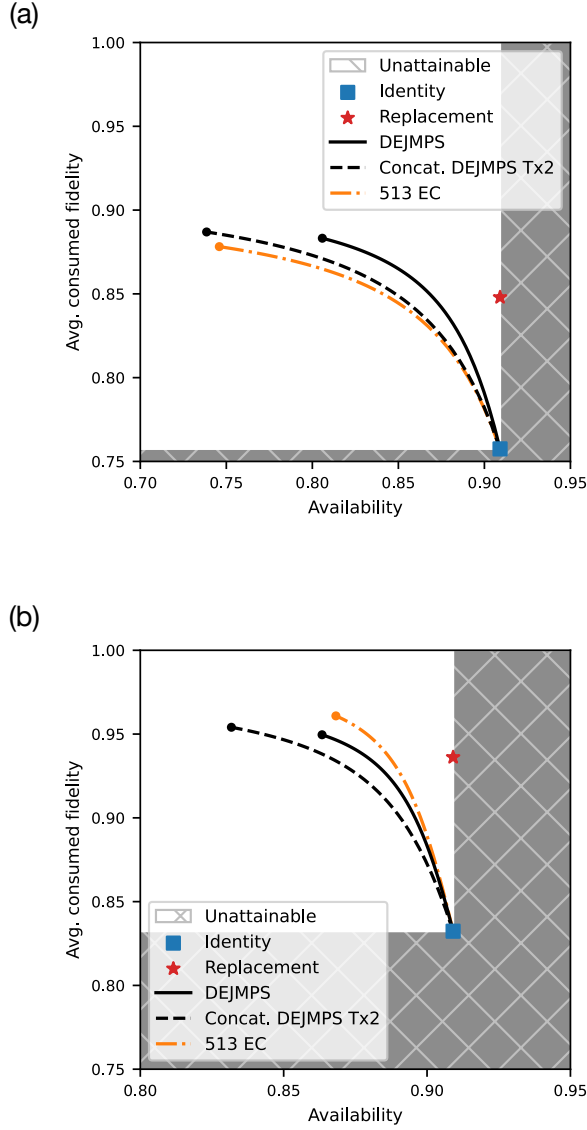 (a)
1.00
0.95
0.90
0.85
0.80
0.75
Avg. consumed fidelity
Unattainable
Identity
Replacement
DEJMPS
Concat. DEJMPS Tx2
513 EC
0.70 0.75 0.80 0.85 0.90 0.95
Availability
(b)
1.00
0.95
0.90
0.85
0.80
0.75
Avg. consumed fidelity
Unattainable
Identity
Replacement
DEJMPS
Concat. DEJMPS Tx2
513 EC
0.80 0.85 0.90 0.95
Availability